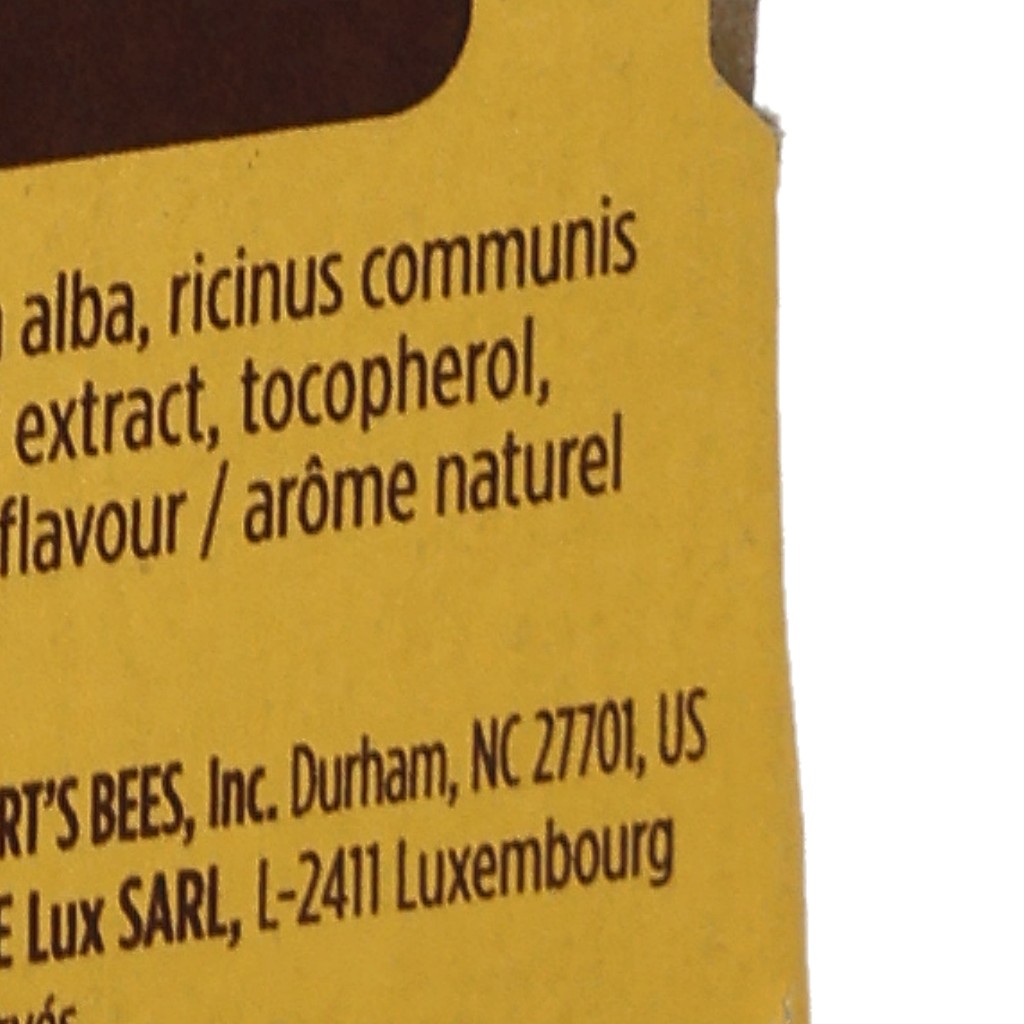 alba, ricinus communis
extract, tocopherol,
flavour / arôme naturel
RT'S BEES, Inc. Durham, NC 27701, US
E Lux SARL, L-2411 Luxembourg